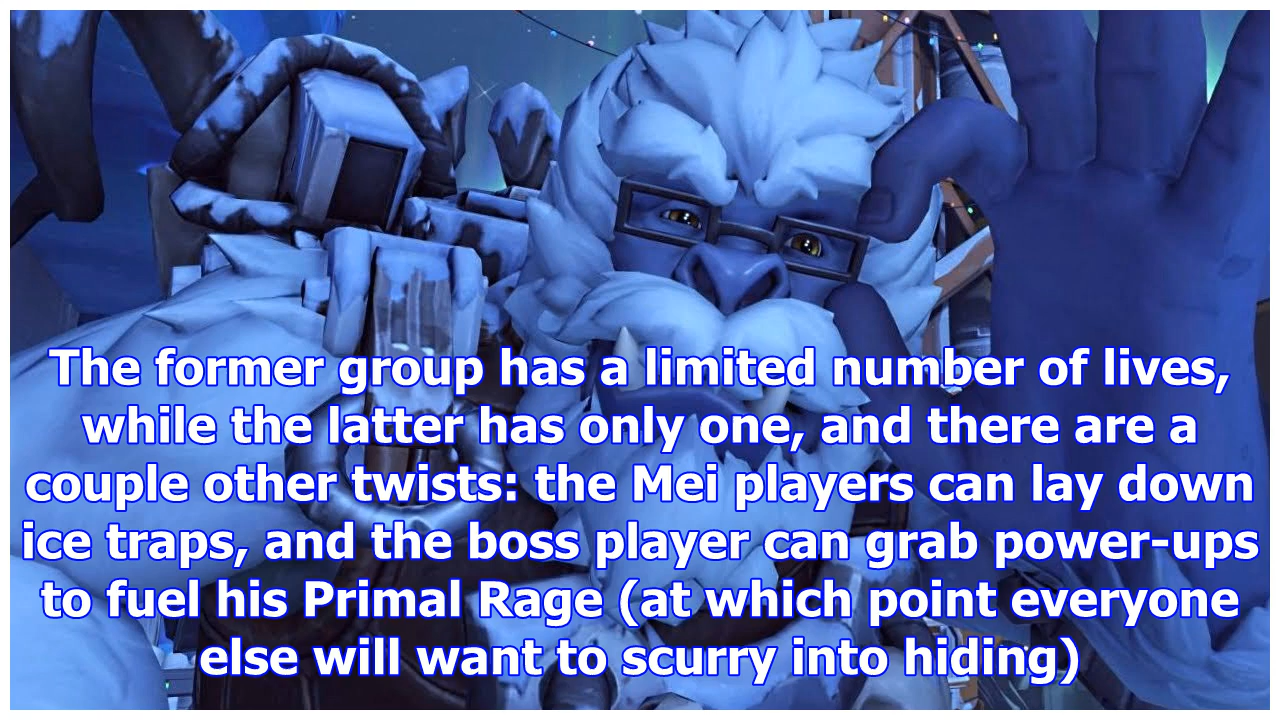 The former group has a limited number of lives,
while the latter has only one, and there are a
couple other twists: the Mei players can lay down
ice traps, and the boss player can grab power-ups
to fuel his Primal Rage (at which point everyone
else will want to scurry into hiding)